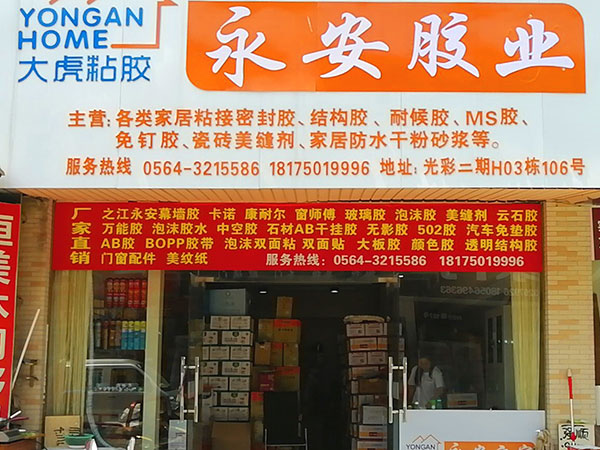 YONGAN
HOME
大虎粘胶
永安胶业
主营:各类家居粘接密封胶、结构胶、耐候胶、MS胶、
免钉胶、瓷砖美缝剂、家居防水干粉砂浆等。
服务热线 0564-3215586 18175019996 地址:光彩二期H03栋106号
厂家直销
之江永安幕墙胶 卡诺 康耐尔 窗师傅 玻璃胶 泡沫胶 美缝剂 云石胶
万能胶 泡沫胶水 中空胶 石材AB干挂胶 无影胶 502胶 汽车免垫胶
AB胶 BOPP胶带 泡沫双面粘 双面贴 大板胶 颜色胶 透明结构胶
门窗配件 美纹纸 服务热线:0564-3215586 18175019996
YONGAN